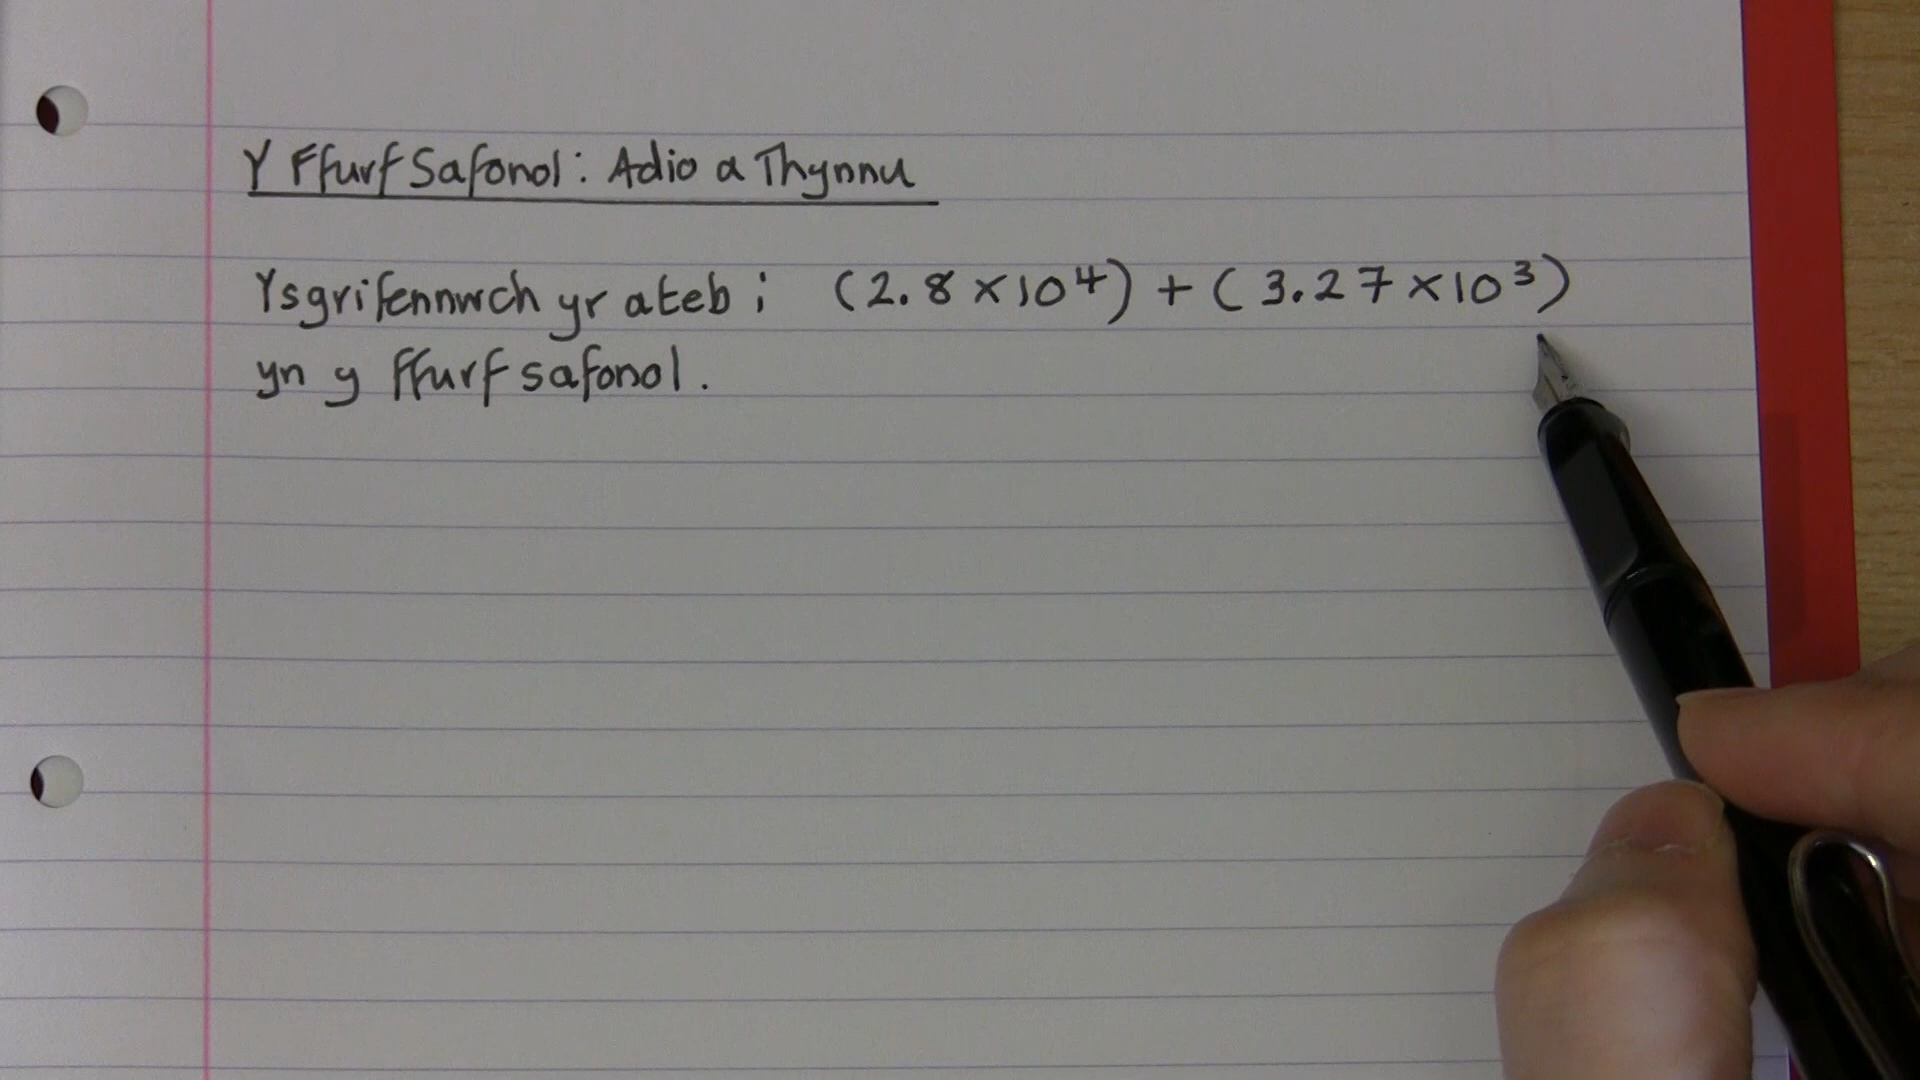 Y Ffurf Safonol: Adio a Thynnu
Ysgrifennwch yr ateb i (2.8 × 10⁴) + (3.27 × 10³)
yn y ffurf safonol.